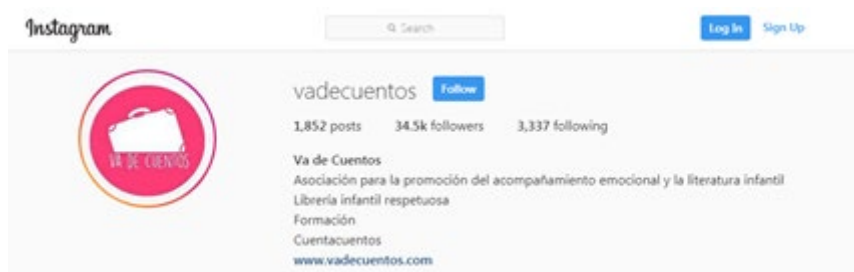 Instagram
Search
Log In
Sign Up
VA DE CUENTOS
vadecuentos
Follow
1,852 posts 34.5k followers 3,337 following
Va de Cuentos
Asociación para la promoción del acompañamiento emocional y la literatura infantil
Librería infantil respetuosa
Formación
Cuentacuentos
www.vadecuentos.com